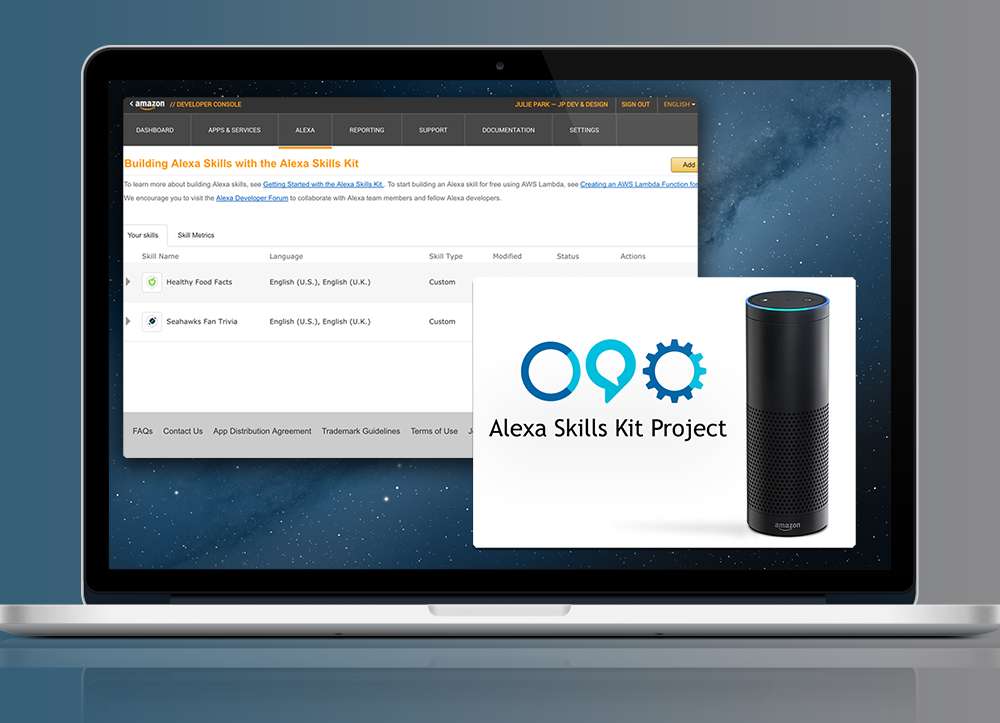 amazon // DEVELOPER CONSOLE
JULIE PARK – JP DEV & DESIGN SIGN OUT ENGLISH
DASHBOARD APPS & SERVICES ALEXA REPORTING SUPPORT DOCUMENTATION SETTINGS
Building Alexa Skills with the Alexa Skills Kit
Add
To learn more about building Alexa skills, see Getting Started with the Alexa Skills Kit. To start building an Alexa skill for free using AWS Lambda, see Creating an AWS Lambda Function for
We encourage you to visit the Alexa Developer Forum to collaborate with Alexa team members and fellow Alexa developers.
Your skills Skill Metrics
Skill Name Language Skill Type Modified Status Actions
Healthy Food Facts English (U.S.), English (U.K.) Custom
Seahawks Fan Trivia English (U.S.), English (U.K.) Custom
FAQs Contact Us App Distribution Agreement Trademark Guidelines Terms of Use
Alexa Skills Kit Project
amazon